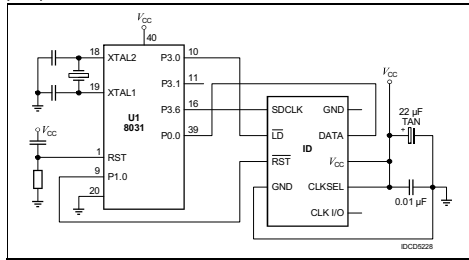 VCC
40
18 XTAL2 P3.0 10
P3.1 11
19 XTAL1
U1
8031
P3.6 16
P0.0 39
VCC
1 RST
9 P1.0
20
SDCLK GND
LD DATA
ID
RST VCC
GND CLKSEL
CLK I/O
VCC
22 μF
TAN
+
0.01 μF
IDCD5228